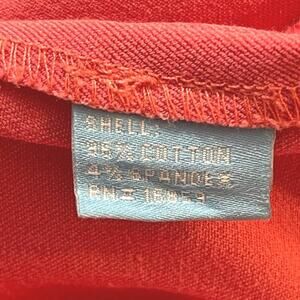 SHELL:
96% COTTON
4% SPANDEX
RN#